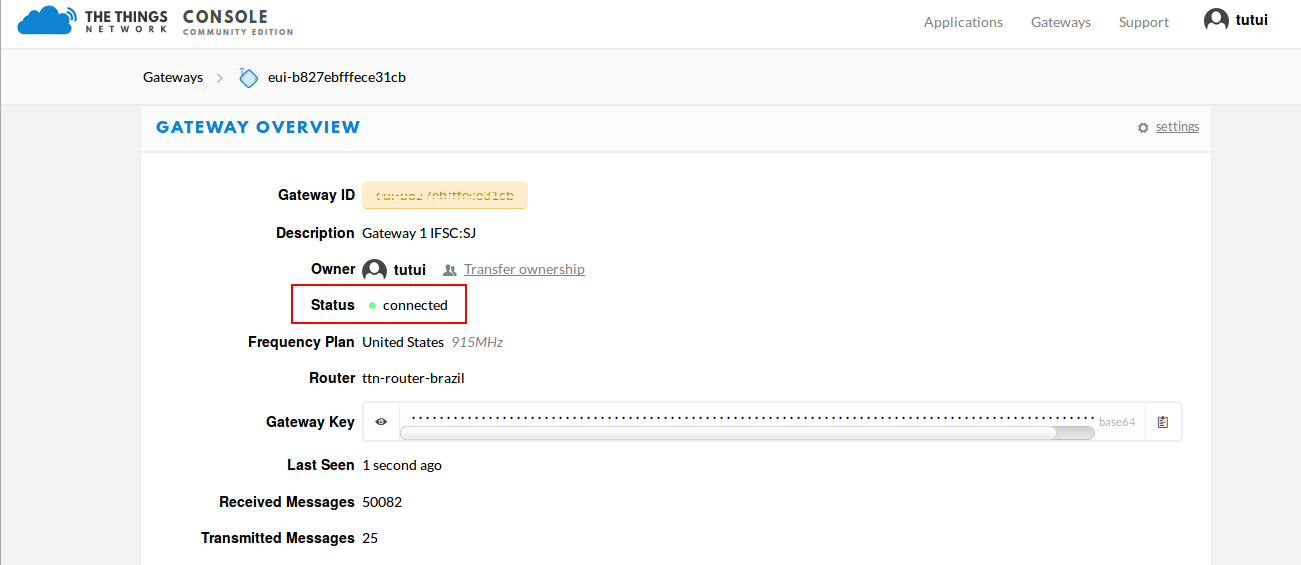 THE THINGS NETWORK CONSOLE COMMUNITY EDITION
Applications Gateways Support tutui
Gateways eui-b827ebfffece31cb
GATEWAY OVERVIEW settings
Gateway ID
Description Gateway 1 IFSC:SJ
Owner tutui Transfer ownership
Status connected
Frequency Plan United States 915MHz
Router ttn-router-brazil
Gateway Key base64
Last Seen 1 second ago
Received Messages 50082
Transmitted Messages 25